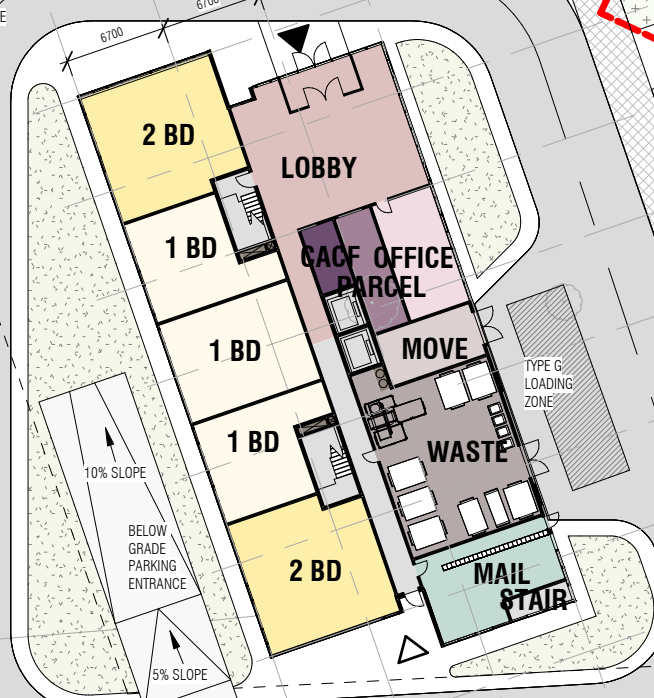 6700
6700
E
2 BD
LOBBY
1 BD
CACF
OFFICE
PARCEL
1 BD
MOVE
TYPE G
LOADING
ZONE
1 BD
WASTE
10% SLOPE
BELOW
GRADE
PARKING
ENTRANCE
2 BD
MAIL
STAIR
5% SLOPE